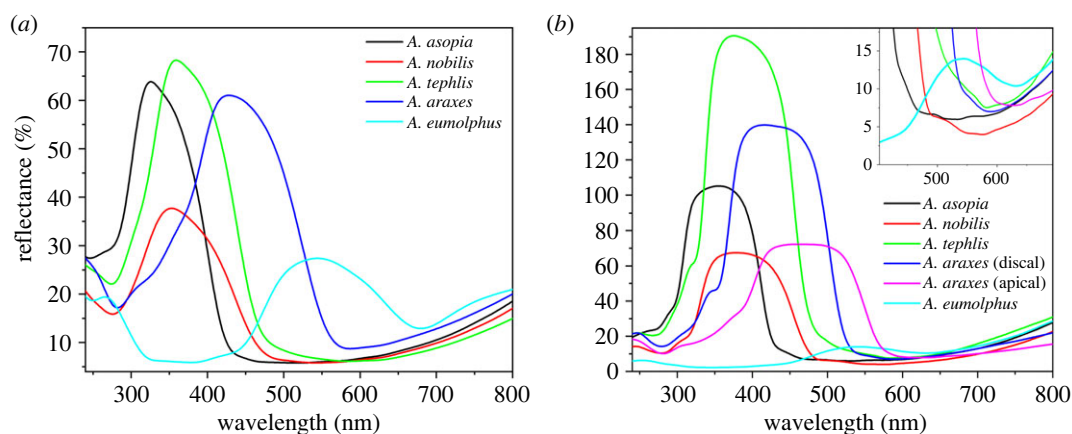 (a)
70
60
50
40
30
20
10
reflectance (%)
A. asopia
A. nobilis
A. tephlis
A. araxes
A. eumolphus
300 400 500 600 700 800
wavelength (nm)
(b)
180
160
140
120
100
80
60
40
20
0
15
10
5
500 600
A. asopia
A. nobilis
A. tephlis
A. araxes (discal)
A. araxes (apical)
A. eumolphus
300 400 500 600 700 800
wavelength (nm)